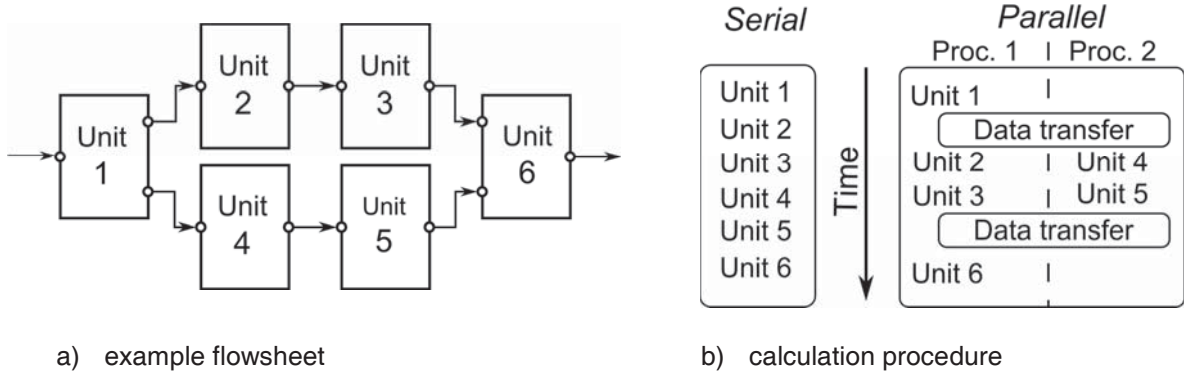 Unit
1
Unit
2
Unit
3
Unit
4
Unit
5
Unit
6
a) example flowsheet
Serial
Unit 1
Unit 2
Unit 3
Unit 4
Unit 5
Unit 6
Time
Parallel
Proc. 1 Proc. 2
Unit 1
Data transfer
Unit 2 Unit 4
Unit 3 Unit 5
Data transfer
Unit 6
b) calculation procedure